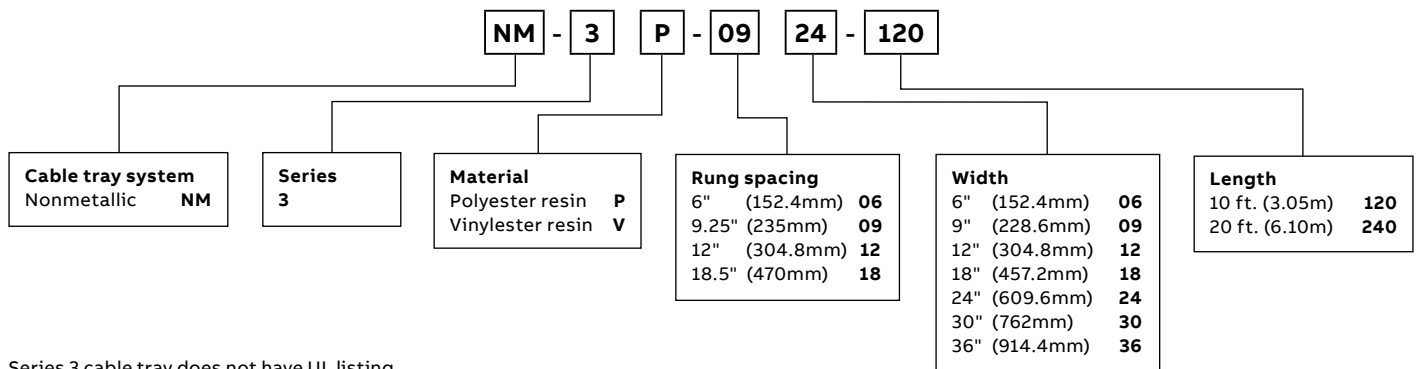 NM - 3 P - 09 24 - 120
Cable tray system
Nonmetallic NM
Series
3
Material
Polyester resin P
Vinylester resin V
Rung spacing
6" (152.4mm) 06
9.25" (235mm) 09
12" (304.8mm) 12
18.5" (470mm) 18
Width
6" (152.4mm) 06
9" (228.6mm) 09
12" (304.8mm) 12
18" (457.2mm) 18
24" (609.6mm) 24
30" (762mm) 30
36" (914.4mm) 36
Length
10 ft. (3.05m) 120
20 ft. (6.10m) 240
Series 3 cable tray does not have UL listing